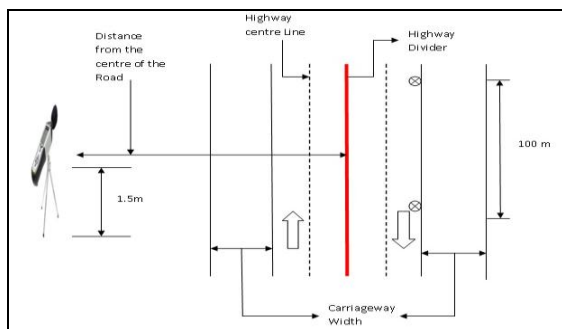 Highway
centre Line
Distance
from the
centre of the
Road
Highway
Divider
100 m
1.5m
Carriageway
Width